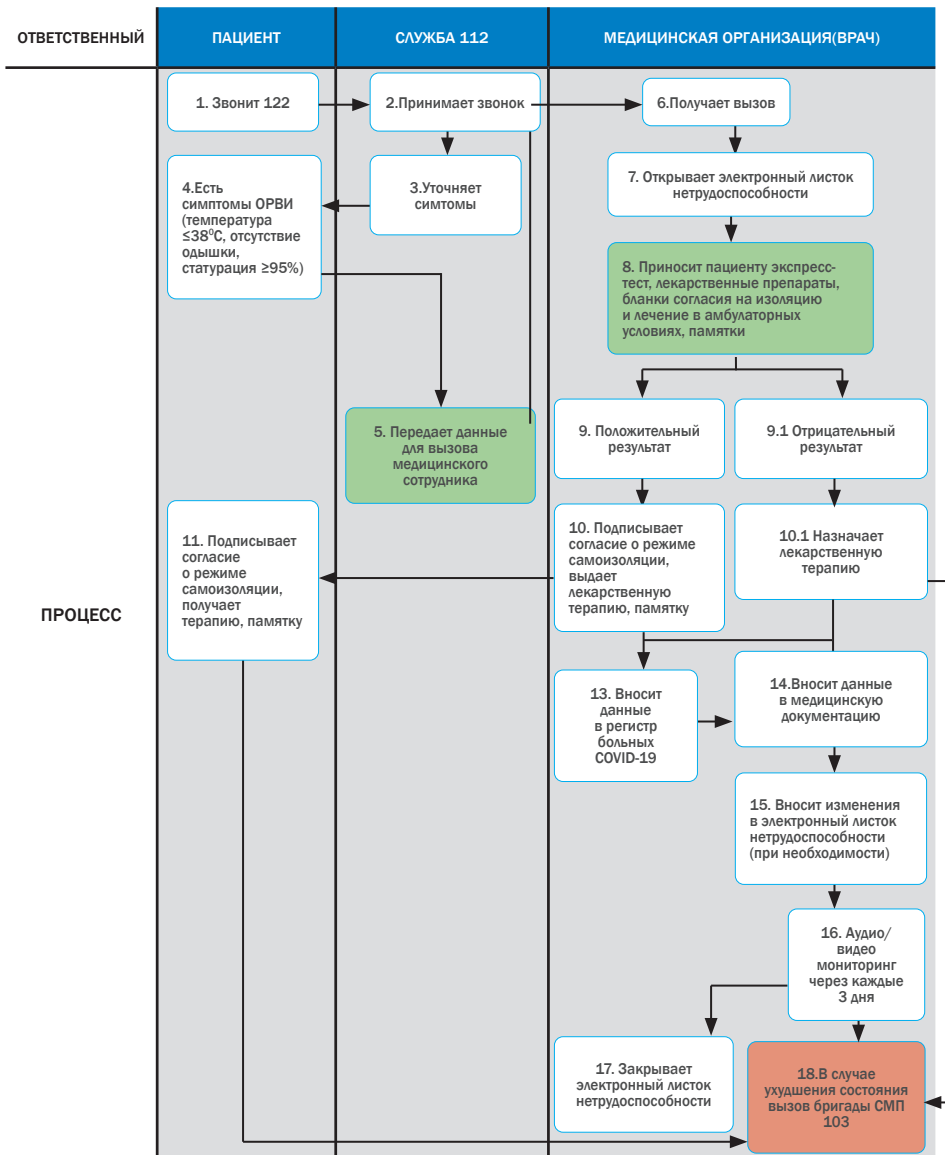 ОТВЕТСТВЕННЫЙ
ПАЦИЕНТ
СЛУЖБА 112
МЕДИЦИНСКАЯ ОРГАНИЗАЦИЯ(ВРАЧ)
ПРОЦЕСС
1. Звонит 122
2.Принимает звонок
3.Уточняет
симтомы
4.Есть
симптомы ОРВИ
(температура
≤38⁰С, отсутствие
одышки,
статурация ≥95%)
5. Передает данные
для вызова
медицинского
сотрудника
6.Получает вызов
7. Открывает электронный листок
нетрудоспособности
8. Приносит пациенту экспресс-
тест, лекарственные препараты,
бланки согласия на изоляцию
и лечение в амбулаторных
условиях, памятки
9. Положительный
результат
9.1 Отрицательный
результат
10. Подписывает
согласие о режиме
самоизоляции,
выдает
лекарственную
терапию, памятку
10.1 Назначает
лекарственную
терапию
11. Подписывает
согласие
о режиме
самоизоляции,
получает
терапию, памятку
13. Вносит
данные
в регистр
больных
COVID-19
14.Вносит данные
в медицинскую
документацию
15. Вносит изменения
в электронный листок
нетрудоспособности
(при необходимости)
16. Аудио/
видео
мониторинг
через каждые
3 дня
17. Закрывает
электронный листок
нетрудоспособности
18.В случае
ухудшения состояния
вызов бригады СМП
103